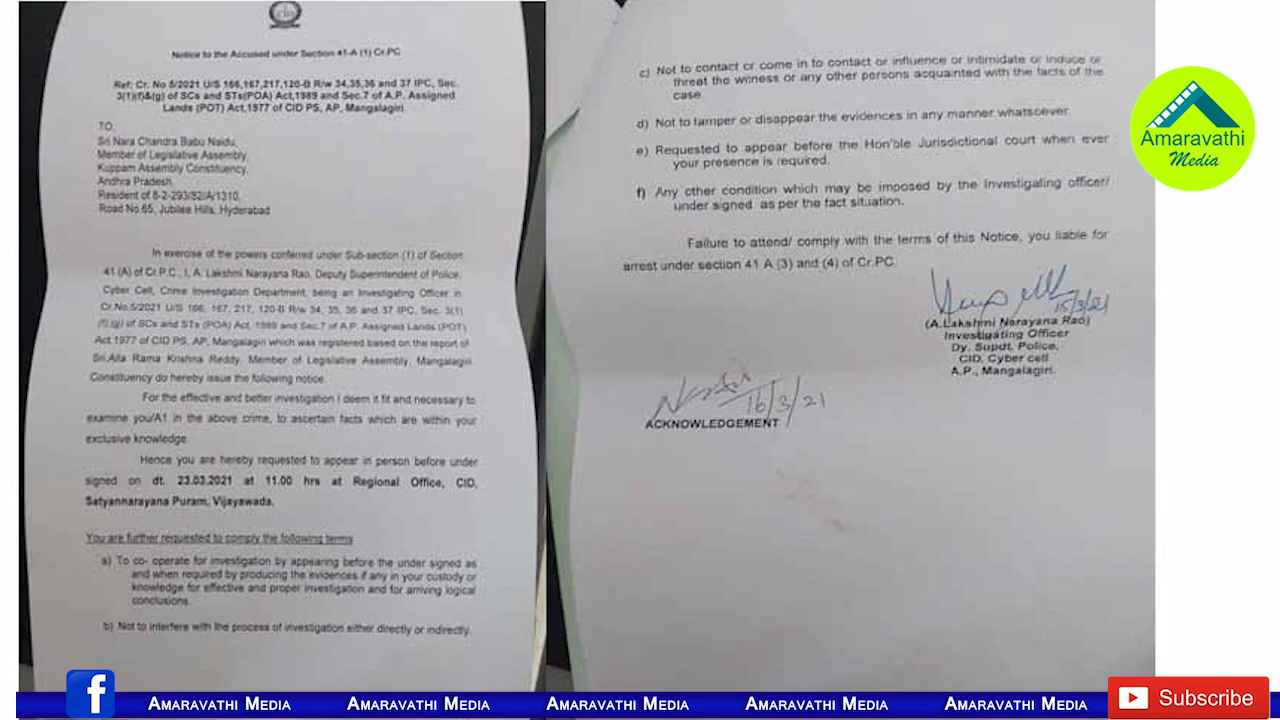 Notice to the Accused under Section 41-A (1) Cr.PC
Ref: Cr. No 5/2021 U/S 166,167,217,120-B R/w 34,35,36 and 37 IPC, Sec.
3(1)(f)&(g) of SCs and STs(POA) Act,1989 and Sec.7 of A.P. Assigned
Lands (POT) Act,1977 of CID PS, AP, Mangalagiri.
TO,
Sri Nara Chandra Babu Naidu,
Member of Legislative Assembly,
Kuppam Assembly Constituency,
Andhra Pradesh.
Resident of 8-2-293/82/A/1310,
Road No.65, Jubilee Hills, Hyderabad
In exercise of the powers conferred under Sub-section (1) of Section
41 (A) of Cr.P.C., I, A. Lakshmi Narayana Rao, Deputy Superintendent of Police,
Cyber Cell, Crime Investigation Department, being an Investigating Officer in
Cr.No.5/2021 U/S 166, 167, 217, 120-B R/w 34, 35, 36 and 37 IPC, Sec. 3(1)
(f),(g) of SCs and STs (POA) Act, 1989 and Sec.7 of A.P. Assigned Lands (POT)
Act,1977 of CID PS, AP, Mangalagiri which was registered based on the report of
Sri.Alla Rama Krishna Reddy, Member of Legislative Assembly, Mangalagiri
Constituency do hereby issue the following notice.
For the effective and better investigation I deem it fit and necessary to
examine you/A1 in the above crime, to ascertain facts which are within your
exclusive knowledge.
Hence you are hereby requested to appear in person before under
signed on dt. 23.03.2021 at 11.00 hrs at Regional Office, CID,
Satyannarayana Puram, Vijayawada.
You are further requested to comply the following terms
a) To co- operate for investigation by appearing before the under signed as
and when required by producing the evidences if any in your custody or
knowledge for effective and proper investigation and for arriving logical
conclusions.
b) Not to interfere with the process of investigation either directly or indirectly.
c) Not to contact or come in to contact or influence or intimidate or induce or
threat the witness or any other persons acquainted with the facts of the
case.
d) Not to tamper or disappear the evidences in any manner whatsoever.
e) Requested to appear before the Hon'ble Jurisdictional court when ever
your presence is required.
f) Any other condition which may be imposed by the Investigating officer/
under signed as per the fact situation.
Failure to attend/ comply with the terms of this Notice, you liable for
arrest under section 41 A (3) and (4) of Cr.PC.
15/3/21
(A.Lakshmi Narayana Rao)
Investigating Officer
Dy. Supdt. Police,
CID, Cyber cell
A.P., Mangalagiri.
16/3/21
ACKNOWLEDGEMENT
Amaravathi
Media
f
AMARAVATHI MEDIA AMARAVATHI MEDIA AMARAVATHI MEDIA AMARAVATHI MEDIA AMARAVATHI MEDIA
Subscribe